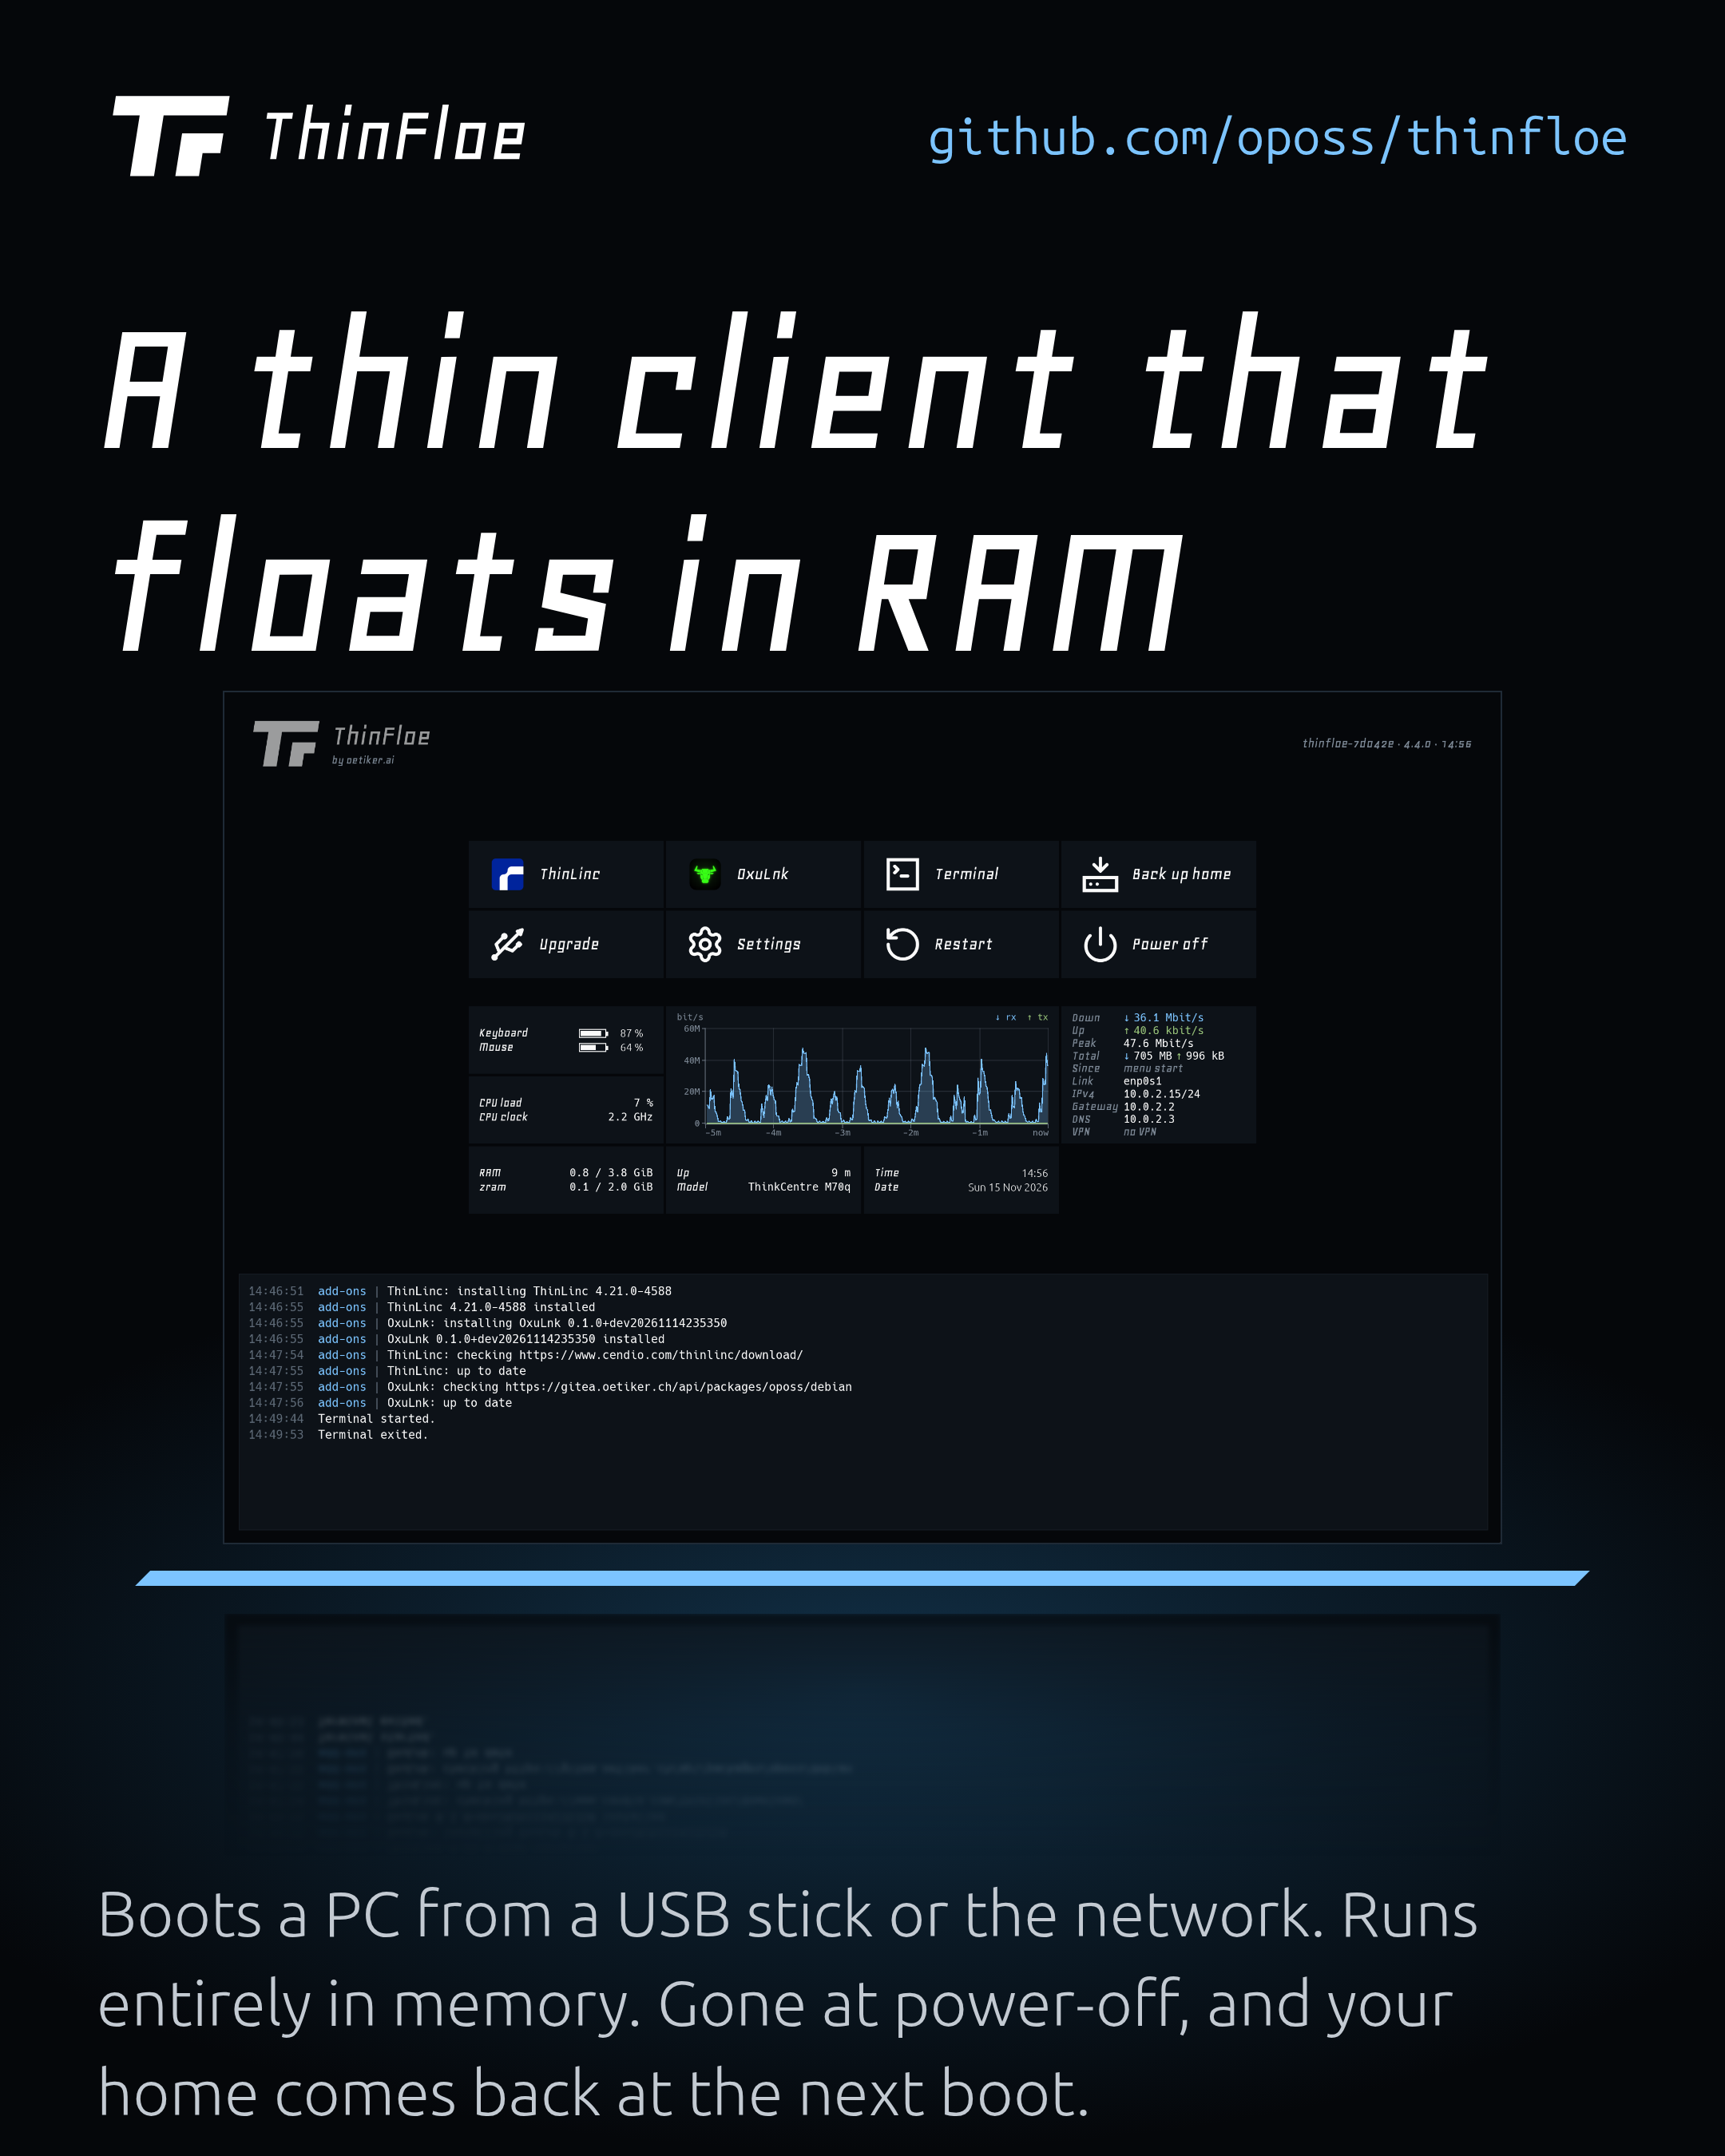 ThinFloe
github.com/oposs/thinfloe
A thin client that
floats in RAM
ThinFloe
by oetiker.ai
thinfloe-7d042e · 4.4.0 · 14:56
ThinLinc
OxuLnk
Terminal
Back up home
Upgrade
Settings
Restart
Power off
Keyboard 87 %
Mouse 64 %
CPU load 7 %
CPU clock 2.2 GHz
bit/s ↓ rx ↑ tx
60M
40M
20M
0
-5m -4m -3m -2m -1m now
Down ↓ 36.1 Mbit/s
Up ↑ 40.6 kbit/s
Peak 47.6 Mbit/s
Total ↓ 705 MB ↑ 996 kB
Since menu start
Link enp0s1
IPv4 10.0.2.15/24
Gateway 10.0.2.2
DNS 10.0.2.3
VPN no VPN
RAM 0.8 / 3.8 GiB
zram 0.1 / 2.0 GiB
Up 9 m
Model ThinkCentre M70q
Time 14:56
Date Sun 15 Nov 2026
14:46:51 add-ons | ThinLinc: installing ThinLinc 4.21.0-4588
14:46:55 add-ons | ThinLinc 4.21.0-4588 installed
14:46:55 add-ons | OxuLnk: installing OxuLnk 0.1.0+dev20261114235350
14:46:55 add-ons | OxuLnk 0.1.0+dev20261114235350 installed
14:47:54 add-ons | ThinLinc: checking https://www.cendio.com/thinlinc/download/
14:47:55 add-ons | ThinLinc: up to date
14:47:55 add-ons | OxuLnk: checking https://gitea.oetiker.ch/api/packages/oposs/debian
14:47:56 add-ons | OxuLnk: up to date
14:49:44 Terminal started.
14:49:53 Terminal exited.
Boots a PC from a USB stick or the network. Runs
entirely in memory. Gone at power-off, and your
home comes back at the next boot.